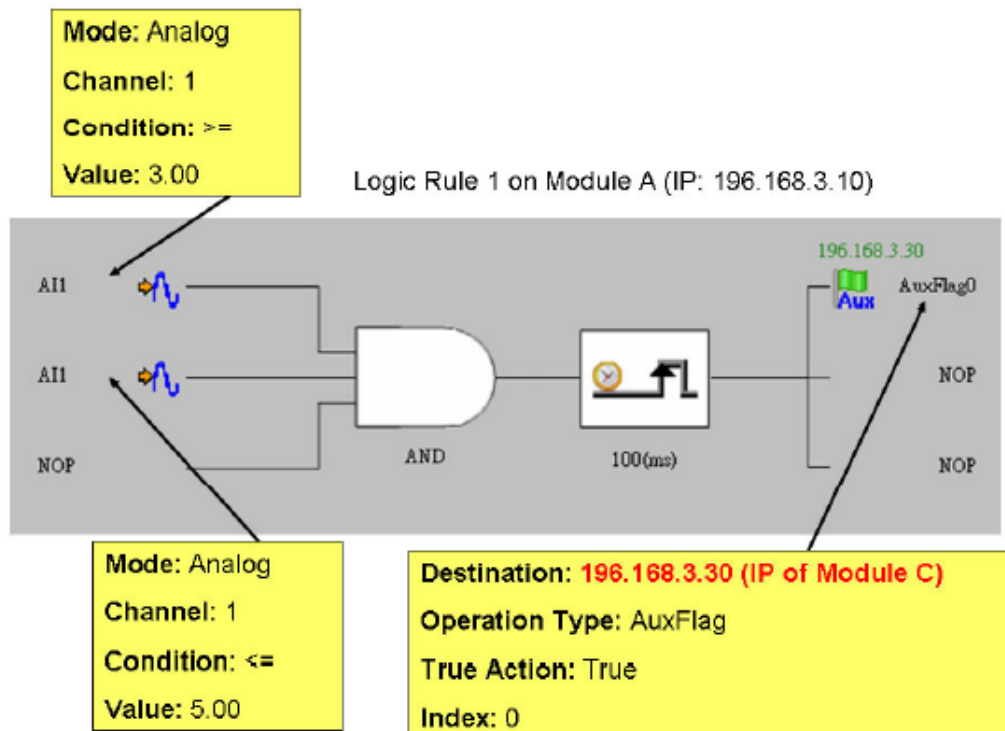 Mode: Analog
Channel: 1
Condition: >=
Value: 3.00
Logic Rule 1 on Module A (IP: 196.168.3.10)
196.168.3.30
AI1
Aux
AuxFlag0
AI1
NOP
AND
100(ms)
NOP
NOP
Mode: Analog
Channel: 1
Condition: <=
Value: 5.00
Destination: 196.168.3.30 (IP of Module C)
Operation Type: AuxFlag
True Action: True
Index: 0